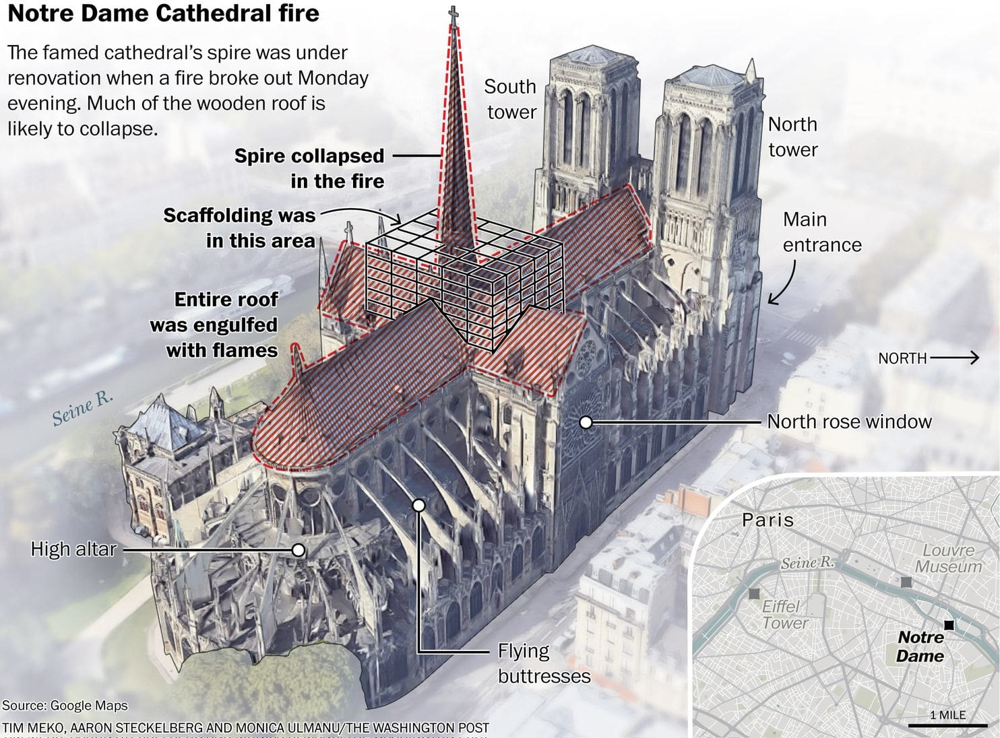 Notre Dame Cathedral fire
The famed cathedral's spire was under
renovation when a fire broke out Monday
evening. Much of the wooden roof is
likely to collapse.
South
tower
North
tower
Spire collapsed
in the fire
Scaffolding was
in this area
Main
entrance
Entire roof
was engulfed
with flames
NORTH
Seine R.
North rose window
High altar
Flying
buttresses
Paris
Seine R.
Louvre
Museum
Eiffel
Tower
Notre
Dame
1 MILE
Source: Google Maps
TIM MEKO, AARON STECKELBERG AND MONICA ULMANU/THE WASHINGTON POST